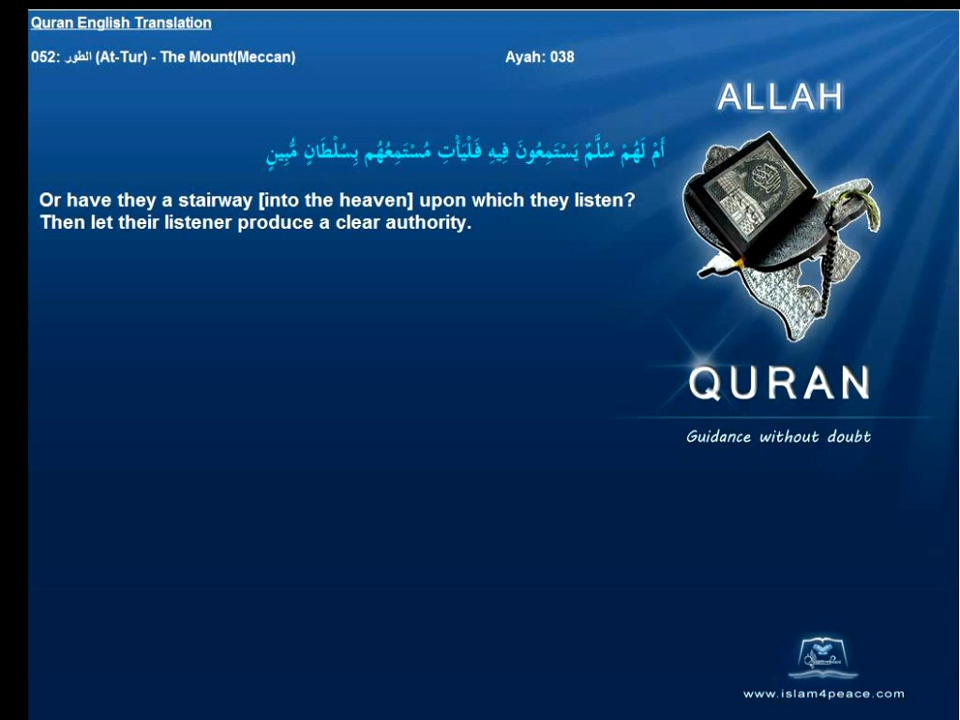 Quran English Translation
052: الطور (At-Tur) - The Mount(Meccan)
Ayah: 038
ALLAH
أَمْ لَهُمْ سُلَّمٌ يَسْتَمِعُونَ فِيهِ فَلْيَأْتِ مُسْتَمِعُهُم بِسُلْطَانٍ مُّبِينٍ
Or have they a stairway [into the heaven] upon which they listen?
Then let their listener produce a clear authority.
QURAN
Guidance without doubt
www.islam4peace.com